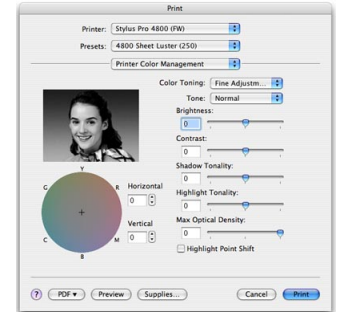 Print
Printer: Stylus Pro 4800 (FW)
Presets: 4800 Sheet Luster (250)
Printer Color Management
Color Toning: Fine Adjustm...
Tone: Normal
Brightness:
0
Contrast:
0
Shadow Tonality:
0
Highlight Tonality:
0
Max Optical Density:
0
Highlight Point Shift
Y
G R
C M
B
Horizontal
0
Vertical
0
? PDF▼ Preview Supplies... Cancel Print